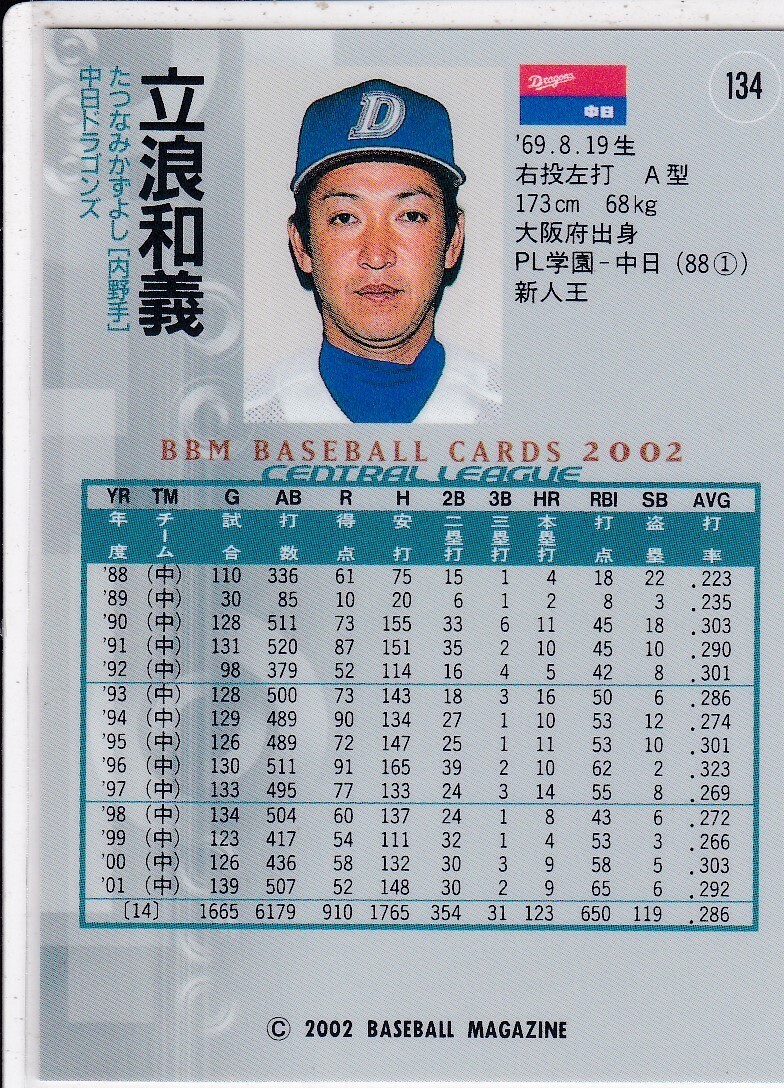 134
立浪和義
たつなみかずよし［内野手］
中日ドラゴンズ
Dragons
中日
D
'69.8.19生
右投左打　A型
173cm　68kg
大阪府出身
PL学園－中日（88①）
新人王
BBM BASEBALL CARDS 2002
CENTRAL LEAGUE
YR TM G AB R H 2B 3B HR RBI SB AVG
年度 チーム 試合 打数 得点 安打 二塁打 三塁打 本塁打 打点 盗塁 打率
'88 (中) 110 336 61 75 15 1 4 18 22 .223
'89 (中) 30 85 10 20 6 1 2 8 3 .235
'90 (中) 128 511 73 155 33 6 11 45 18 .303
'91 (中) 131 520 87 151 35 2 10 45 10 .290
'92 (中) 98 379 52 114 16 4 5 42 8 .301
'93 (中) 128 500 73 143 18 3 16 50 6 .286
'94 (中) 129 489 90 134 27 1 10 53 12 .274
'95 (中) 126 489 72 147 25 1 11 53 10 .301
'96 (中) 130 511 91 165 39 2 10 62 2 .323
'97 (中) 133 495 77 133 24 3 14 55 8 .269
'98 (中) 134 504 60 137 24 1 8 43 6 .272
'99 (中) 123 417 54 111 32 1 4 53 3 .266
'00 (中) 126 436 58 132 30 3 9 58 5 .303
'01 (中) 139 507 52 148 30 2 9 65 6 .292
〔14〕 1665 6179 910 1765 354 31 123 650 119 .286
© 2002 BASEBALL MAGAZINE